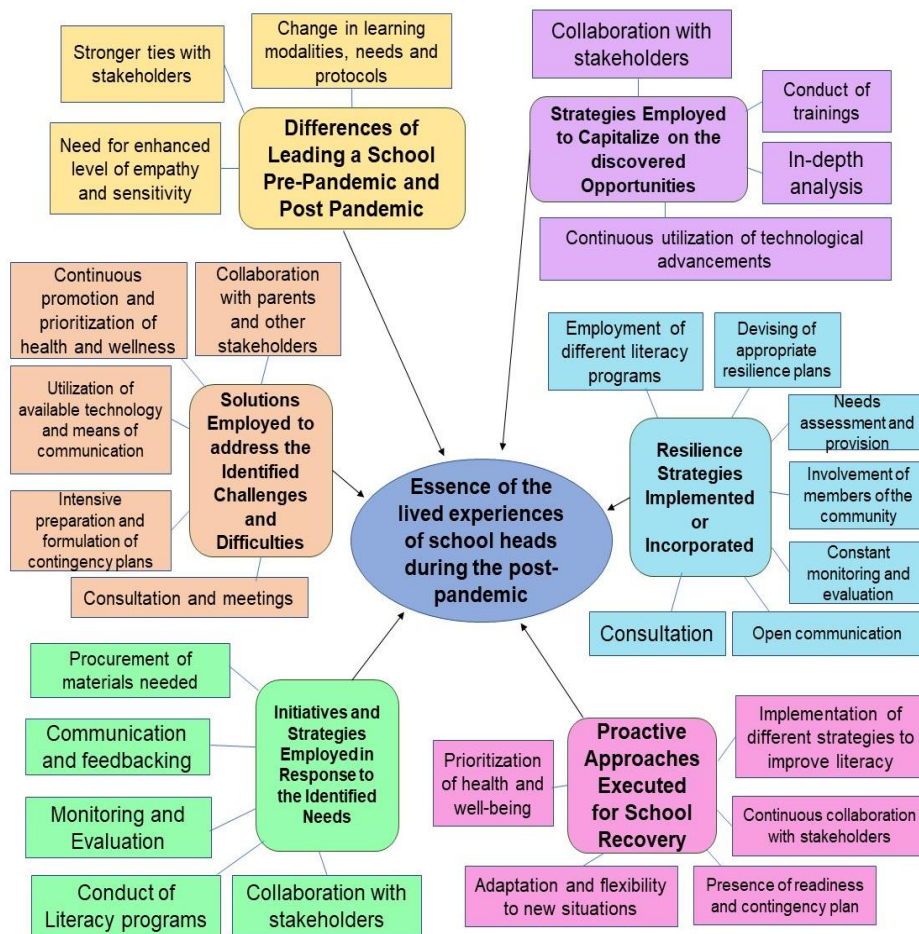 Stronger ties with
stakeholders
Change in learning
modalities, needs and
protocols
Need for enhanced
level of empathy
and sensitivity
Differences of
Leading a School
Pre-Pandemic and
Post Pandemic
Collaboration with
stakeholders
Strategies Employed
to Capitalize on the
discovered
Opportunities
Conduct of
trainings
In-depth
analysis
Continuous utilization of technological
advancements
Continuous
promotion and
prioritization of
health and wellness
Collaboration
with parents
and other
stakeholders
Utilization of
available technology
and means of
communication
Intensive
preparation and
formulation of
contingency plans
Consultation and meetings
Solutions
Employed to
address the
Identified
Challenges
and
Difficulties
Essence of the
lived experiences
of school heads
during the post-
pandemic
Employment of
different literacy
programs
Devising of
appropriate
resilience plans
Needs
assessment and
provision
Involvement of
members of the
community
Constant
monitoring and
evaluation
Open communication
Consultation
Resilience
Strategies
Implemented
or
Incorporated
Procurement of
materials needed
Communication
and feedbacking
Monitoring and
Evaluation
Conduct of
Literacy programs
Collaboration with
stakeholders
Initiatives and
Strategies
Employed in
Response to
the Identified
Needs
Prioritization
of health and
well-being
Proactive
Approaches
Executed
for School
Recovery
Implementation of
different strategies to
improve literacy
Continuous collaboration
with stakeholders
Presence of readiness
and contingency plan
Adaptation and flexibility
to new situations